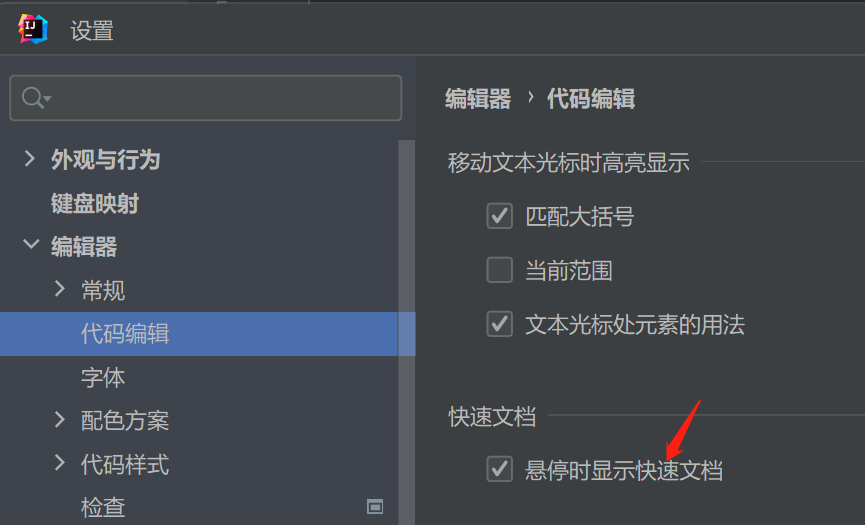 IJ
设置
外观与行为
键盘映射
编辑器
常规
代码编辑
字体
配色方案
代码样式
检查
编辑器 › 代码编辑
移动文本光标时高亮显示
匹配大括号
当前范围
文本光标处元素的用法
快速文档
悬停时显示快速文档